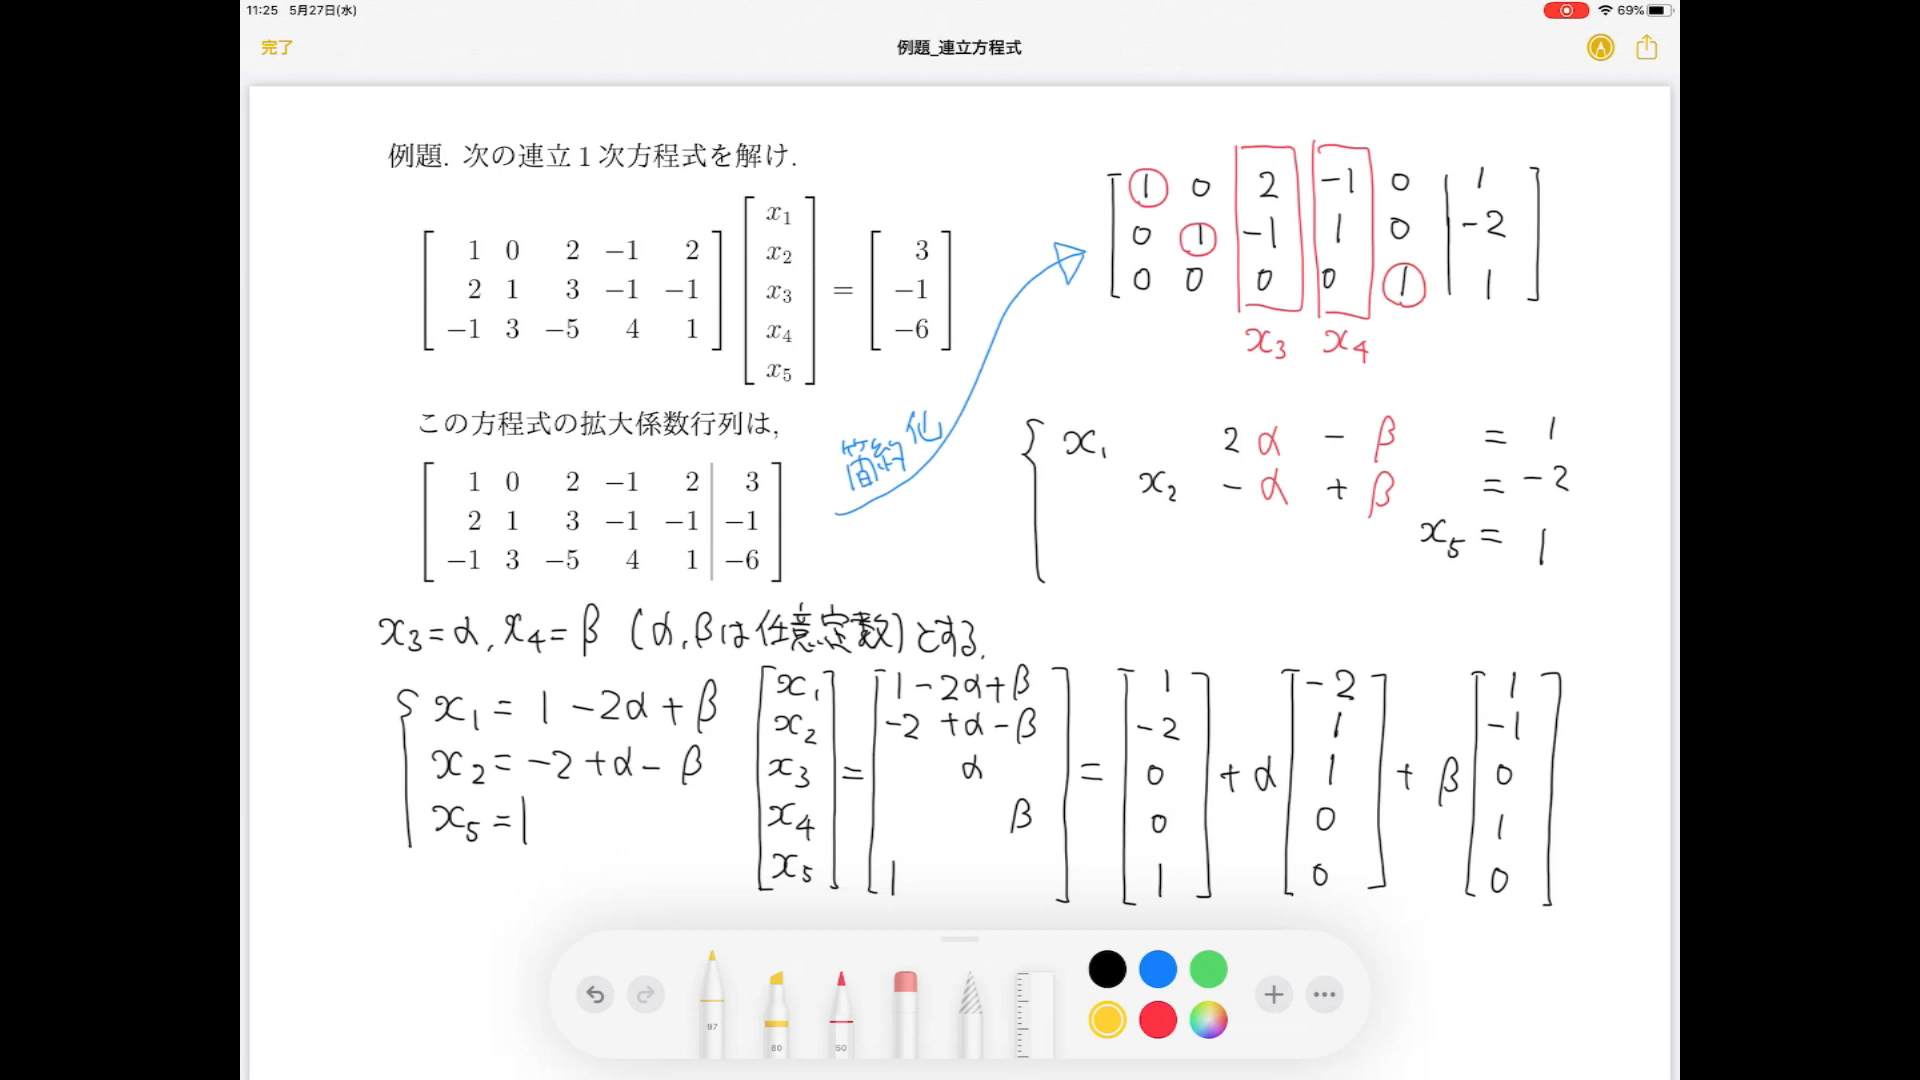 11:25 5月27日(水)
69%
完了
例題_連立方程式
例題. 次の連立1次方程式を解け.
1 0 2 −1 2
2 1 3 −1 −1
−1 3 −5 4 1
x1
x2
x3
x4
x5
=
3
−1
−6
この方程式の拡大係数行列は,
1 0 2 −1 2 3
2 1 3 −1 −1 −1
−1 3 −5 4 1 −6
簡約化
1 0 2 −1 0 1
0 1 −1 1 0 −2
0 0 0 0 1 1
x3 x4
x1 2α − β = 1
x2 − α + β = −2
x5 = 1
x3=α, x4=β (α,βは任意定数)とする.
x1 = 1 − 2α + β
x2 = −2 + α − β
x5 = 1
x1
x2
x3
x4
x5
=
1 − 2α + β
−2 + α − β
α
β
1
=
1
−2
0
0
1
+ α
−2
1
1
0
0
+ β
1
−1
0
1
0
97
80
50